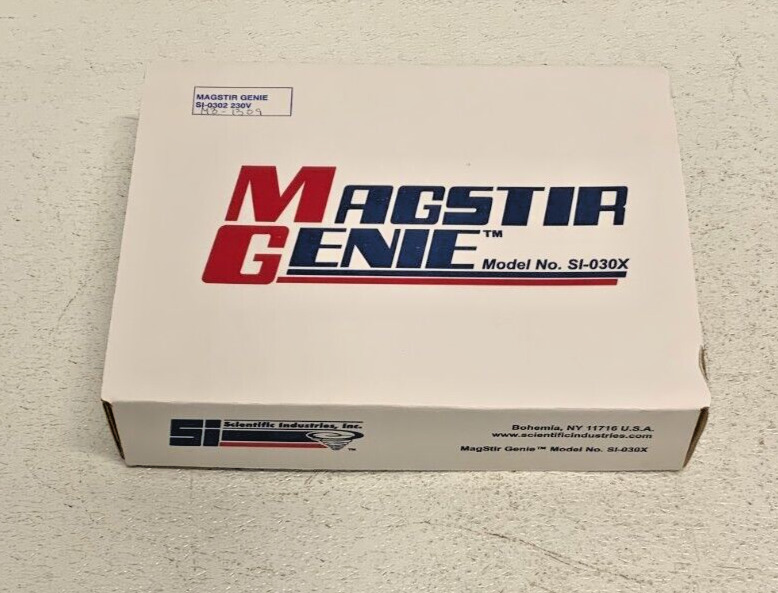 MAGSTIR GENIE
SI-0302 230V
MAGSTIR
GENIE™
Model No. SI-030X
SI Scientific Industries, Inc.
™
Bohemia, NY 11716 U.S.A.
www.scientificindustries.com
MagStir Genie™ Model No. SI-030X